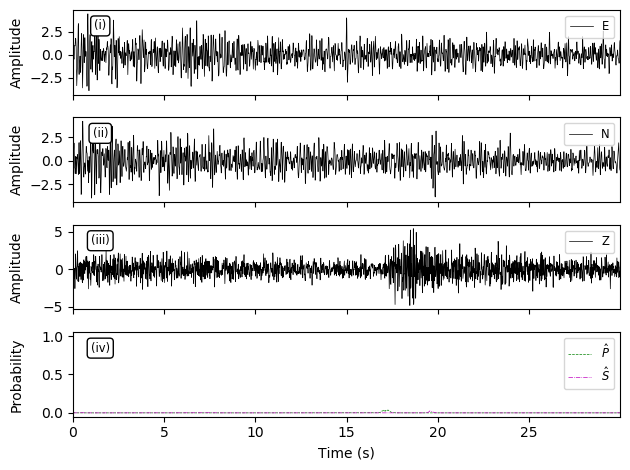 (i)
E
2.5
0.0
−2.5
Amplitude
(ii)
N
2.5
0.0
−2.5
Amplitude
(iii)
Z
5
0
−5
Amplitude
(iv)
P̂
Ŝ
1.0
0.5
0.0
Probability
0 5 10 15 20 25
Time (s)